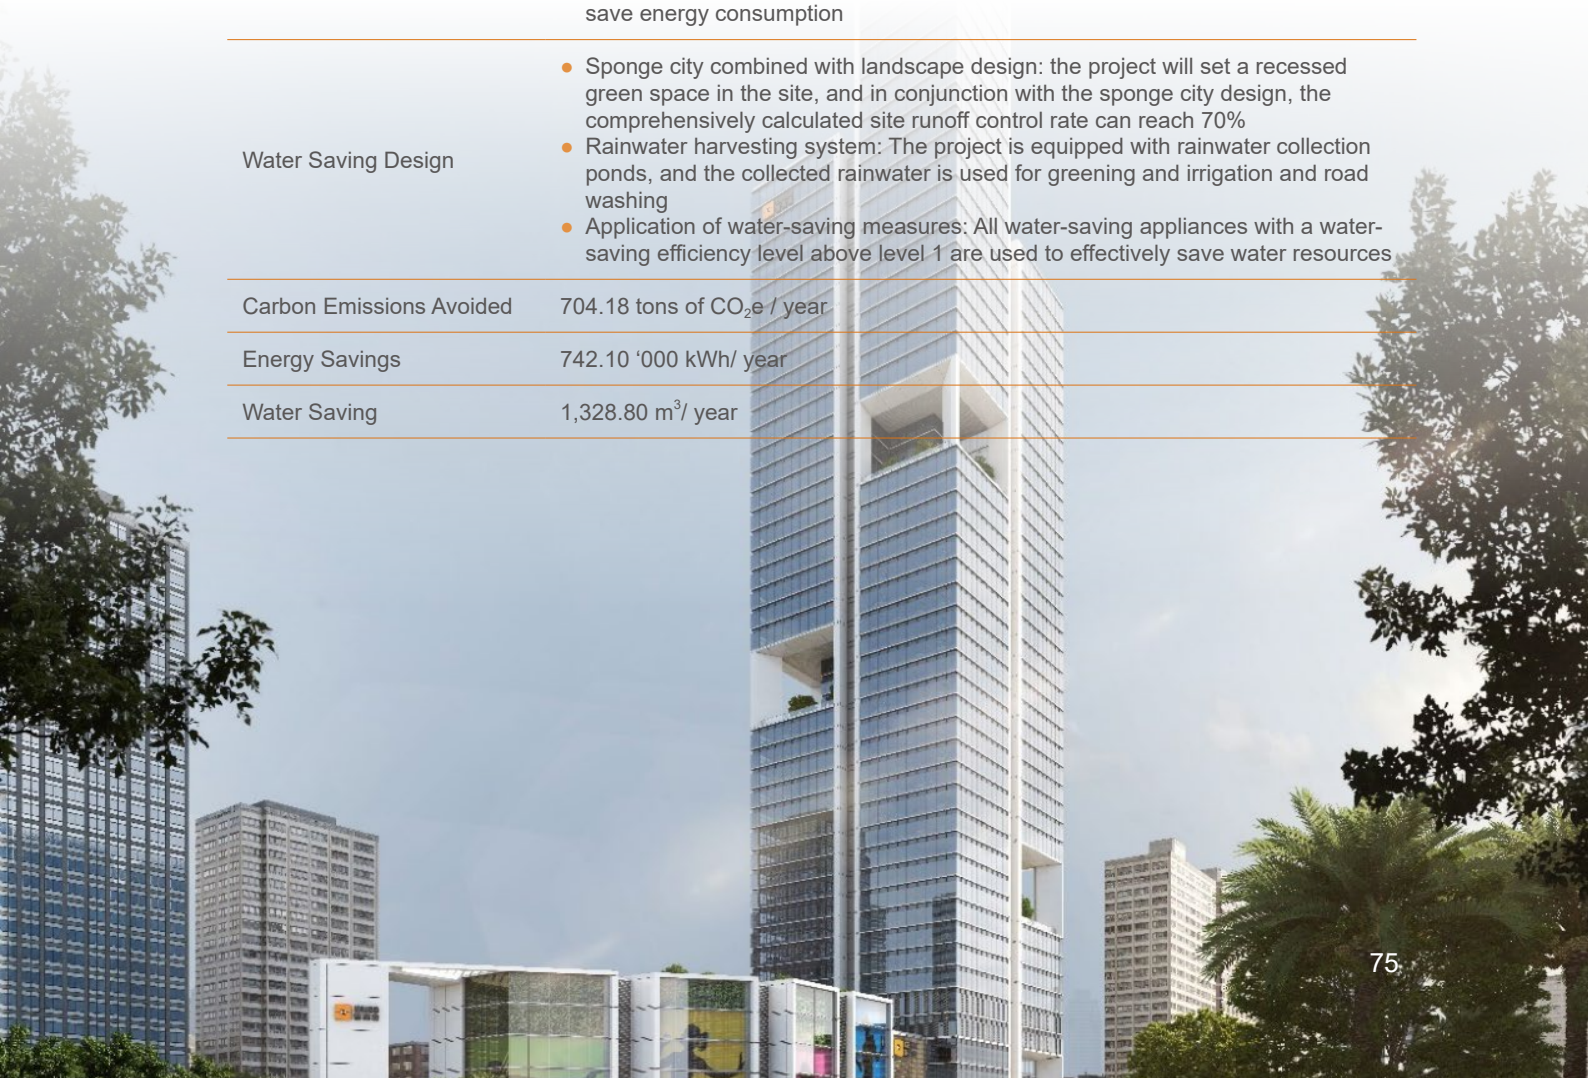 save energy consumption
● Sponge city combined with landscape design: the project will set a recessed
green space in the site, and in conjunction with the sponge city design, the
comprehensively calculated site runoff control rate can reach 70%
Water Saving Design
● Rainwater harvesting system: The project is equipped with rainwater collection
ponds, and the collected rainwater is used for greening and irrigation and road
washing
● Application of water-saving measures: All water-saving appliances with a water-
saving efficiency level above level 1 are used to effectively save water resources
Carbon Emissions Avoided 704.18 tons of CO₂e / year
Energy Savings 742.10 ‘000 kWh/ year
Water Saving 1,328.80 m³/ year
75